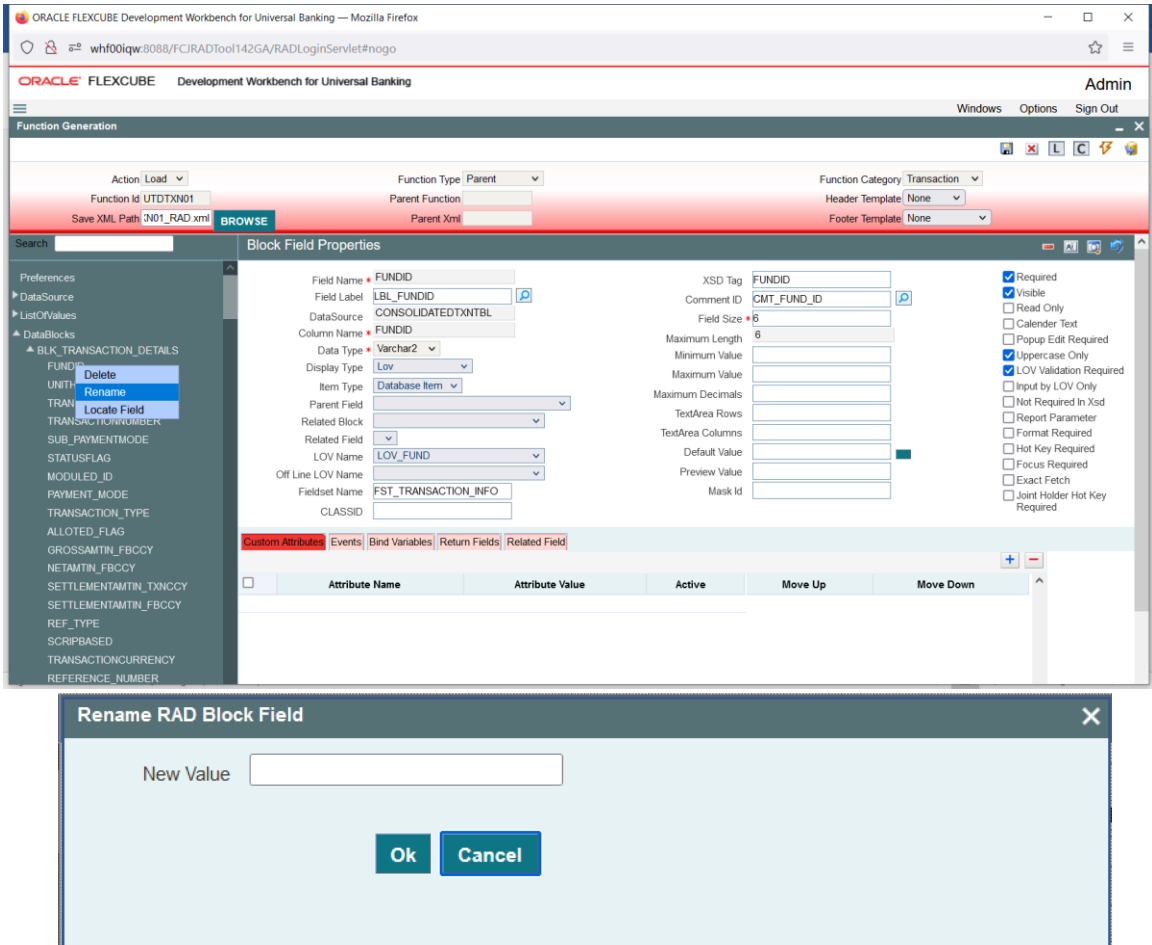 ORACLE FLEXCUBE Development Workbench for Universal Banking — Mozilla Firefox
whf00iqw:8088/FCJRADTool142GA/RADLoginServlet#nogo
ORACLE FLEXCUBE Development Workbench for Universal Banking
Admin
Windows Options Sign Out
Function Generation
L C
Action Load Function Type Parent Function Category Transaction
Function Id UTDTXN01 Parent Function Header Template None
Save XML Path :N01_RAD.xml BROWSE Parent Xml Footer Template None
Search
Preferences
DataSource
ListOfValues
DataBlocks
BLK_TRANSACTION_DETAILS
FUNDID
UNITH
TRAN
TRANSACTIONNUMBER
SUB_PAYMENTMODE
STATUSFLAG
MODULED_ID
PAYMENT_MODE
TRANSACTION_TYPE
ALLOTED_FLAG
GROSSAMTIN_FBCCY
NETAMTIN_FBCCY
SETTLEMENTAMTIN_TXNCCY
SETTLEMENTAMTIN_FBCCY
REF_TYPE
SCRIPBASED
TRANSACTIONCURRENCY
REFERENCE_NUMBER
Delete
Rename
Locate Field
Block Field Properties
Field Name * FUNDID
Field Label LBL_FUNDID
DataSource CONSOLIDATEDTXNTBL
Column Name * FUNDID
Data Type * Varchar2
Display Type Lov
Item Type Database Item
Parent Field
Related Block
Related Field
LOV Name LOV_FUND
Off Line LOV Name
Fieldset Name FST_TRANSACTION_INFO
CLASSID
XSD Tag FUNDID
Comment ID CMT_FUND_ID
Field Size * 6
Maximum Length 6
Minimum Value
Maximum Value
Maximum Decimals
TextArea Rows
TextArea Columns
Default Value
Preview Value
Mask Id
Required
Visible
Read Only
Calender Text
Popup Edit Required
Uppercase Only
LOV Validation Required
Input by LOV Only
Not Required In Xsd
Report Parameter
Format Required
Hot Key Required
Focus Required
Exact Fetch
Joint Holder Hot Key
Required
Custom Attributes Events Bind Variables Return Fields Related Field
Attribute Name Attribute Value Active Move Up Move Down
Rename RAD Block Field
New Value
Ok Cancel